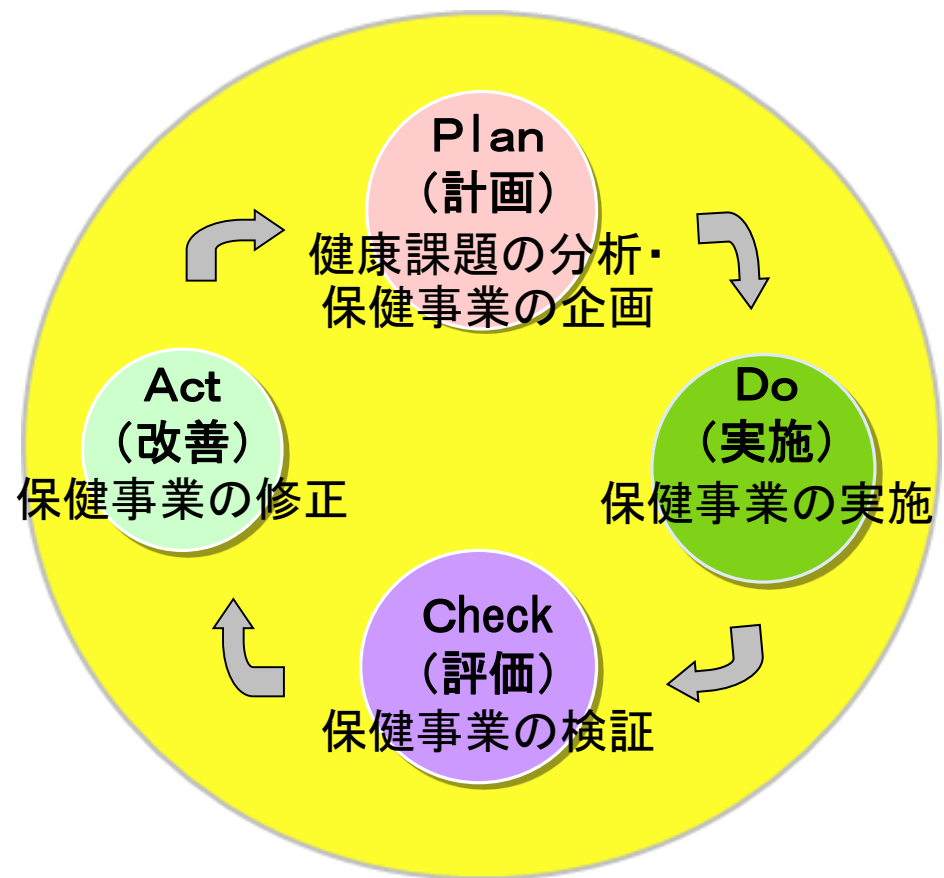 Plan
（計画）
健康課題の分析・
保健事業の企画
Do
（実施）
保健事業の実施
Check
（評価）
保健事業の検証
Act
（改善）
保健事業の修正